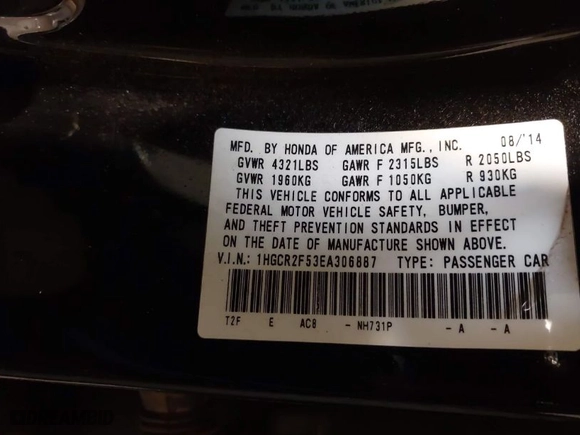 MFD. BY HONDA OF AMERICA MFG., INC. 08/'14
GVWR 4321LBS GAWR F 2315LBS R 2050LBS
GVWR 1960KG GAWR F 1050KG R 930KG
THIS VEHICLE CONFORMS TO ALL APPLICABLE
FEDERAL MOTOR VEHICLE SAFETY, BUMPER,
AND THEFT PREVENTION STANDARDS IN EFFECT
ON THE DATE OF MANUFACTURE SHOWN ABOVE.
V.I.N.: 1HGCR2F53EA306887 TYPE: PASSENGER CAR
T2F E AC8 - NH731P - A - A